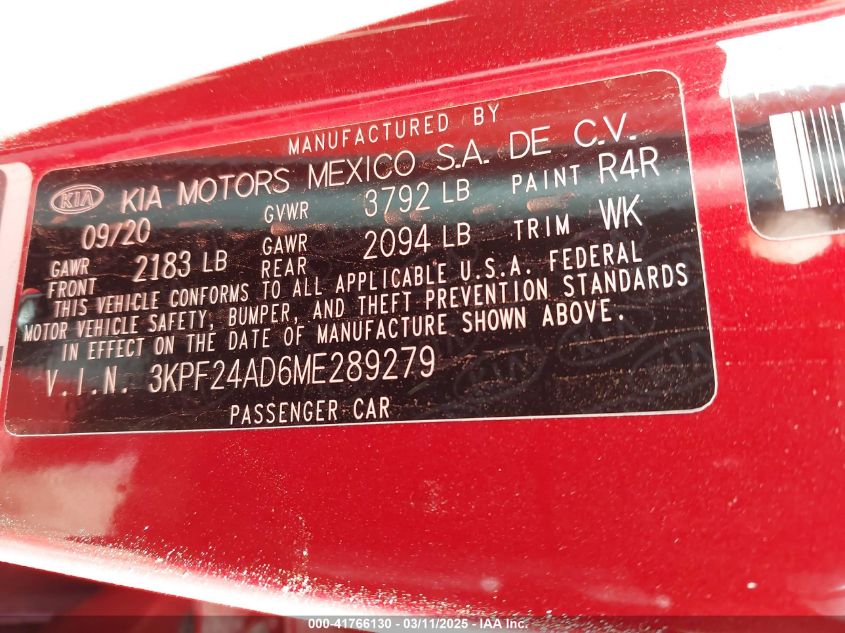 MANUFACTURED BY
KIA KIA MOTORS MEXICO S.A. DE C.V.
09/20 GVWR 3792 LB PAINT R4R
GAWR FRONT 2183 LB GAWR REAR 2094 LB TRIM WK
THIS VEHICLE CONFORMS TO ALL APPLICABLE U.S.A. FEDERAL
MOTOR VEHICLE SAFETY, BUMPER, AND THEFT PREVENTION STANDARDS
IN EFFECT ON THE DATE OF MANUFACTURE SHOWN ABOVE.
V.I.N. 3KPF24AD6ME289279
PASSENGER CAR
000-41766130 - 03/11/2025 - IAA Inc.